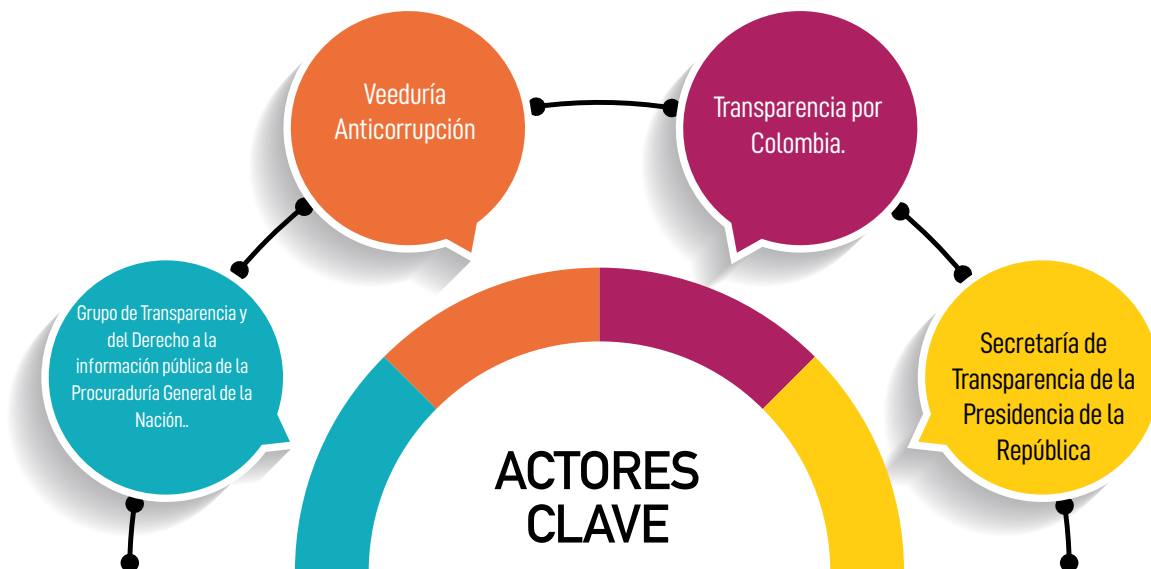 Veeduría
Anticorrupción
Transparencia por
Colombia.
Grupo de Transparencia y
del Derecho a la
información pública de la
Procuraduría General de la
Nación..
Secretaría de
Transparencia de la
Presidencia de la
República
ACTORES
CLAVE